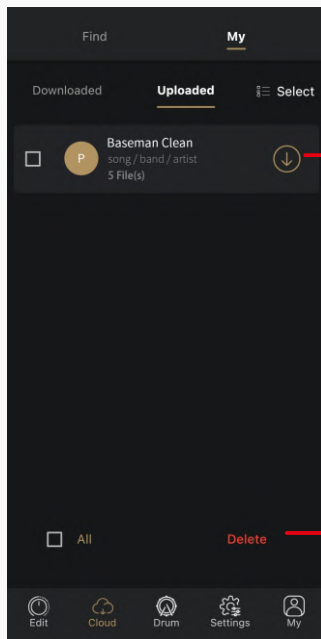 Find My
Downloaded Uploaded Select
Baseman Clean
P
song / band / artist
5 File(s)
All Delete
Edit Cloud Drum Settings My